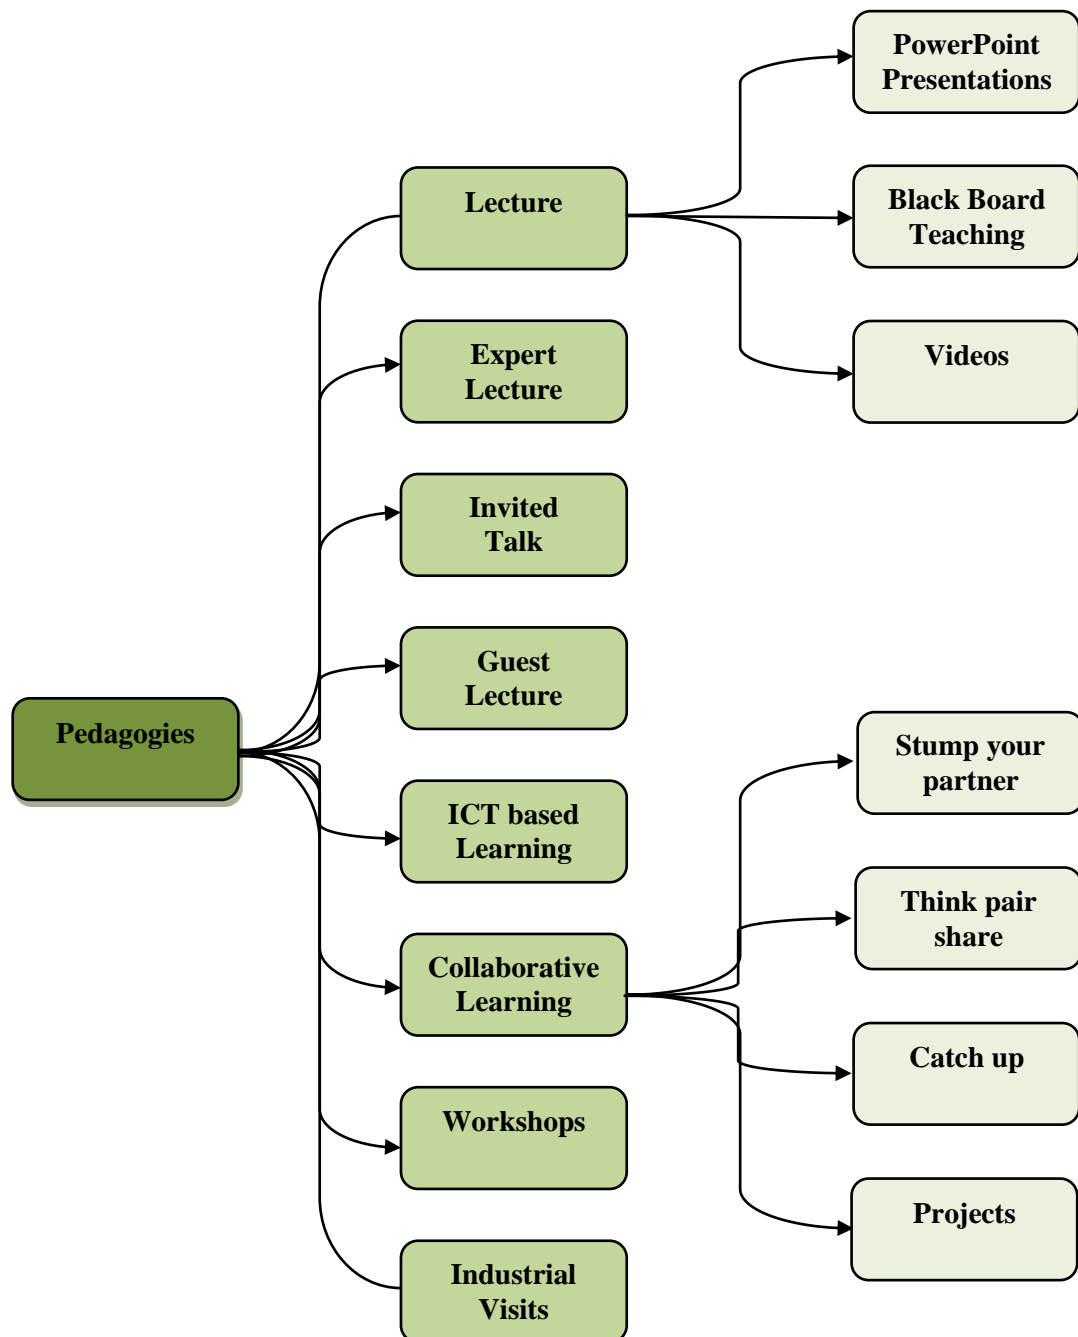 Pedagogies
Lecture
Expert
Lecture
Invited
Talk
Guest
Lecture
ICT based
Learning
Collaborative
Learning
Workshops
Industrial
Visits
PowerPoint
Presentations
Black Board
Teaching
Videos
Stump your
partner
Think pair
share
Catch up
Projects